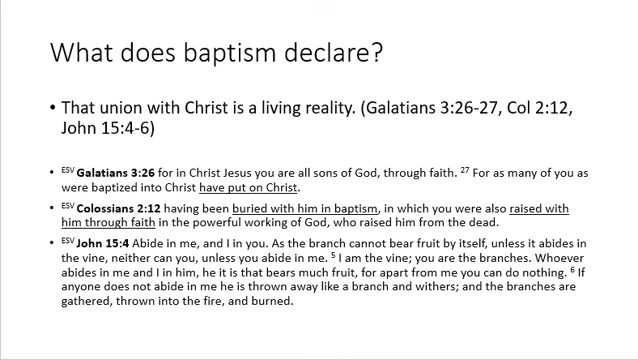 What does baptism declare?
• That union with Christ is a living reality. (Galatians 3:26-27, Col 2:12,
John 15:4-6)
• ESV Galatians 3:26 for in Christ Jesus you are all sons of God, through faith. 27 For as many of you as
were baptized into Christ have put on Christ.
• ESV Colossians 2:12 having been buried with him in baptism, in which you were also raised with
him through faith in the powerful working of God, who raised him from the dead.
• ESV John 15:4 Abide in me, and I in you. As the branch cannot bear fruit by itself, unless it abides in
the vine, neither can you, unless you abide in me. 5 I am the vine; you are the branches. Whoever
abides in me and I in him, he it is that bears much fruit, for apart from me you can do nothing. 6 If
anyone does not abide in me he is thrown away like a branch and withers; and the branches are
gathered, thrown into the fire, and burned.